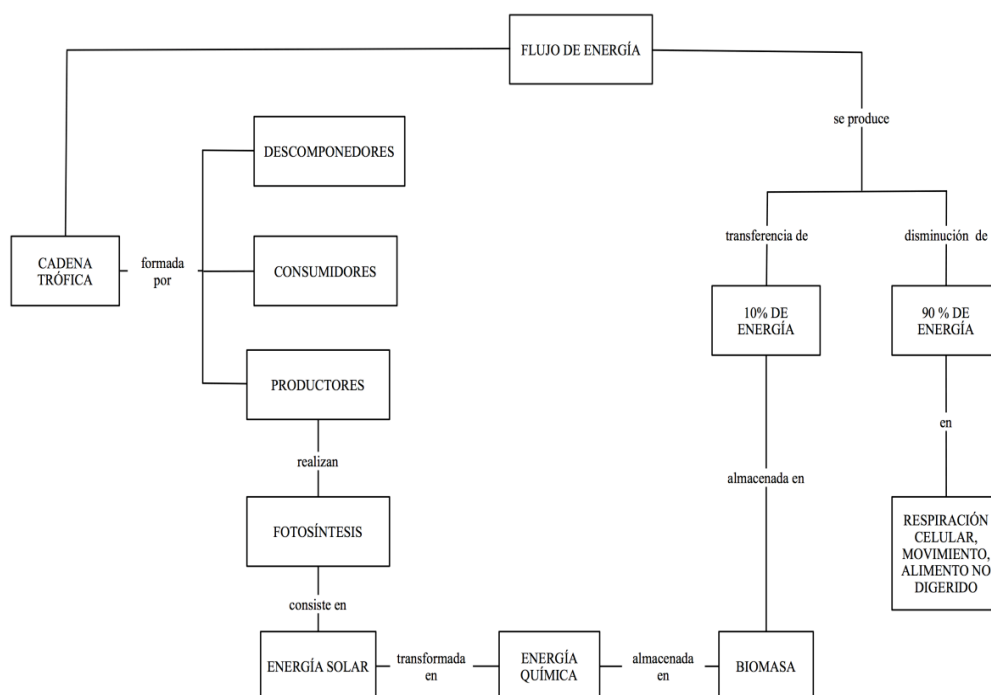 FLUJO DE ENERGÍA
se produce
DESCOMPONEDORES
transferencia de
disminución de
CADENA
TRÓFICA
formada
por
CONSUMIDORES
10% DE
ENERGÍA
90 % DE
ENERGÍA
PRODUCTORES
en
realizan
almacenada en
FOTOSÍNTESIS
RESPIRACIÓN
CELULAR,
MOVIMIENTO,
ALIMENTO NO
DIGERIDO
consiste en
ENERGÍA SOLAR
transformada
en
ENERGÍA
QUÍMICA
almacenada
en
BIOMASA